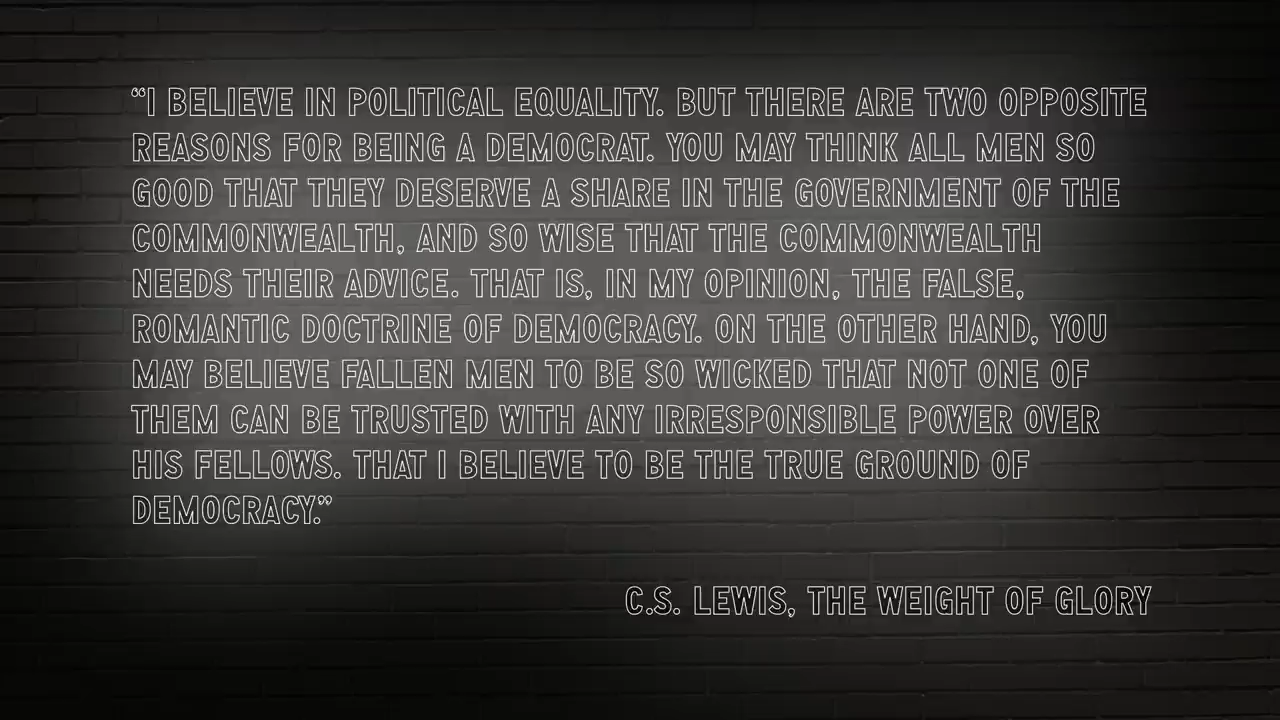 “I BELIEVE IN POLITICAL EQUALITY. BUT THERE ARE TWO OPPOSITE
REASONS FOR BEING A DEMOCRAT. YOU MAY THINK ALL MEN SO
GOOD THAT THEY DESERVE A SHARE IN THE GOVERNMENT OF THE
COMMONWEALTH, AND SO WISE THAT THE COMMONWEALTH
NEEDS THEIR ADVICE. THAT IS, IN MY OPINION, THE FALSE,
ROMANTIC DOCTRINE OF DEMOCRACY. ON THE OTHER HAND, YOU
MAY BELIEVE FALLEN MEN TO BE SO WICKED THAT NOT ONE OF
THEM CAN BE TRUSTED WITH ANY IRRESPONSIBLE POWER OVER
HIS FELLOWS. THAT I BELIEVE TO BE THE TRUE GROUND OF
DEMOCRACY.”
C.S. LEWIS, THE WEIGHT OF GLORY